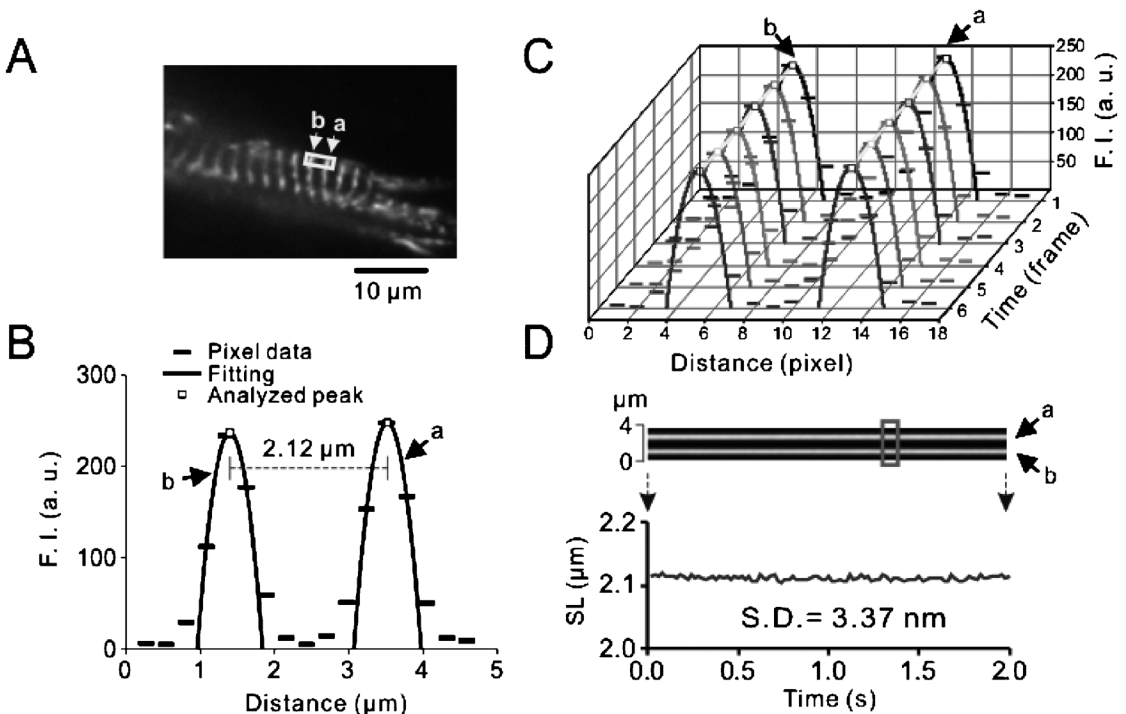 A
b a
10 µm
B
Pixel data
Fitting
Analyzed peak
300
200
100
0
F. I. (a. u.)
2.12 µm
b
a
0 1 2 3 4 5
Distance (µm)
C
b
a
250
200
150
100
50
F. I. (a. u.)
1
2
3
4
5
6
Time (frame)
0 2 4 6 8 10 12 14 16 18
Distance (pixel)
D
µm
4
0
a
b
2.2
2.1
2.0
SL (µm)
S.D.= 3.37 nm
0.0 0.5 1.0 1.5 2.0
Time (s)